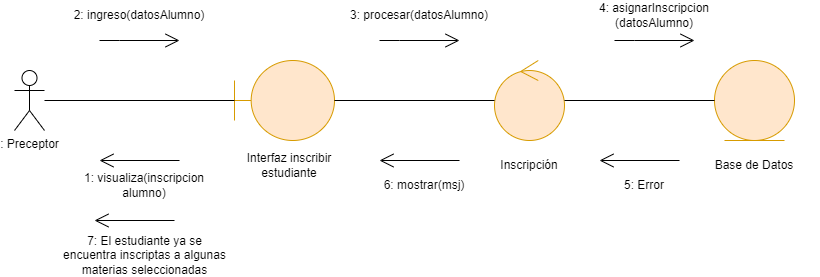 2: ingreso(datosAlumno)
3: procesar(datosAlumno)
4: asignarInscripcion
(datosAlumno)
: Preceptor
Interfaz inscribir
estudiante
Inscripción
Base de Datos
1: visualiza(inscripcion
alumno)
6: mostrar(msj)
5: Error
7: El estudiante ya se
encuentra inscriptas a algunas
materias seleccionadas